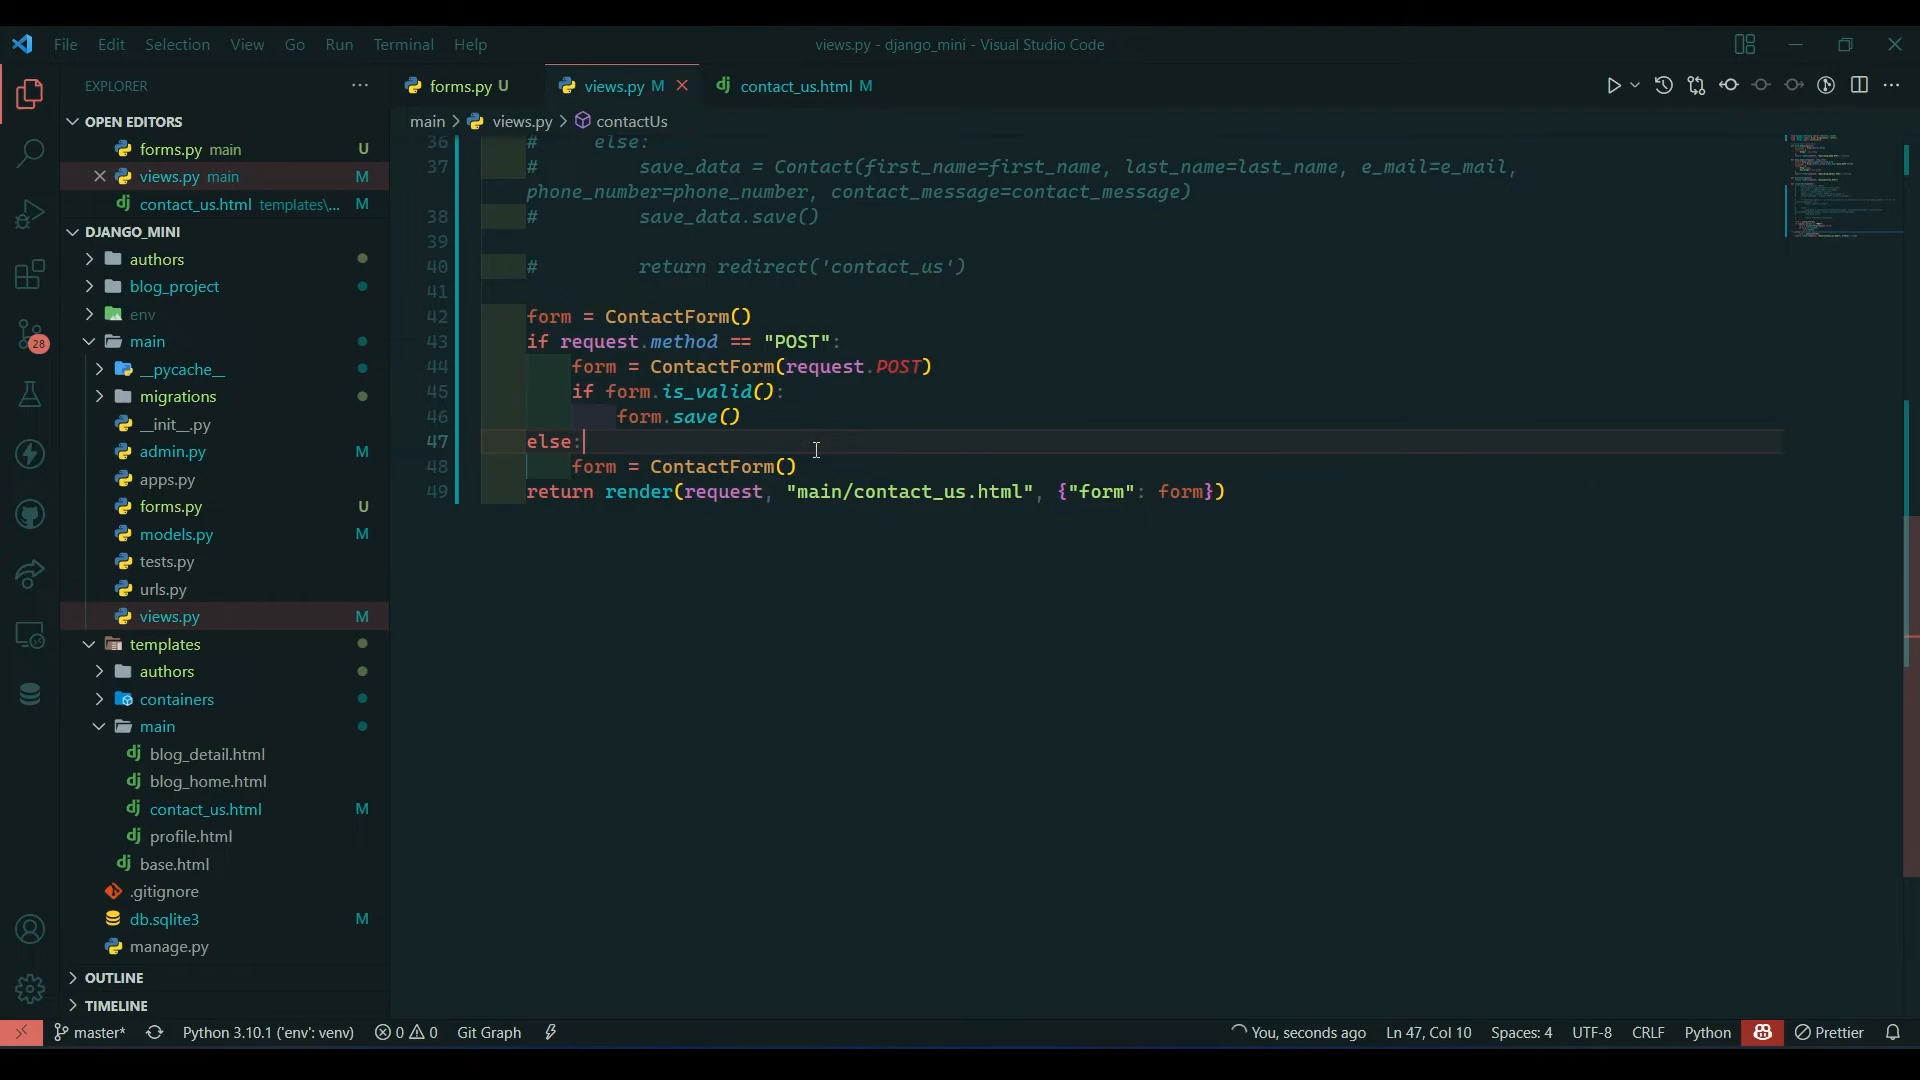 File Edit Selection View Go Run Terminal Help
views.py - django_mini - Visual Studio Code
EXPLORER
OPEN EDITORS
forms.py main U
views.py main M
contact_us.html templates\... M
DJANGO_MINI
authors
blog_project
env
main
__pycache__
migrations
__init__.py
admin.py M
apps.py
forms.py U
models.py M
tests.py
urls.py
views.py M
templates
authors
containers
main
blog_detail.html
blog_home.html
contact_us.html M
profile.html
base.html
.gitignore
db.sqlite3 M
manage.py
OUTLINE
TIMELINE
28
forms.py U views.py M contact_us.html M
main > views.py > contactUs
36 # else:
37 # save_data = Contact(first_name=first_name, last_name=last_name, e_mail=e_mail,
phone_number=phone_number, contact_message=contact_message)
38 # save_data.save()
39
40 # return redirect('contact_us')
41
42 form = ContactForm()
43 if request.method == "POST":
44 form = ContactForm(request.POST)
45 if form.is_valid():
46 form.save()
47 else:
48 form = ContactForm()
49 return render(request, "main/contact_us.html", {"form": form})
master* Python 3.10.1 ('env': venv) 0 0 Git Graph You, seconds ago Ln 47, Col 10 Spaces: 4 UTF-8 CRLF Python Prettier